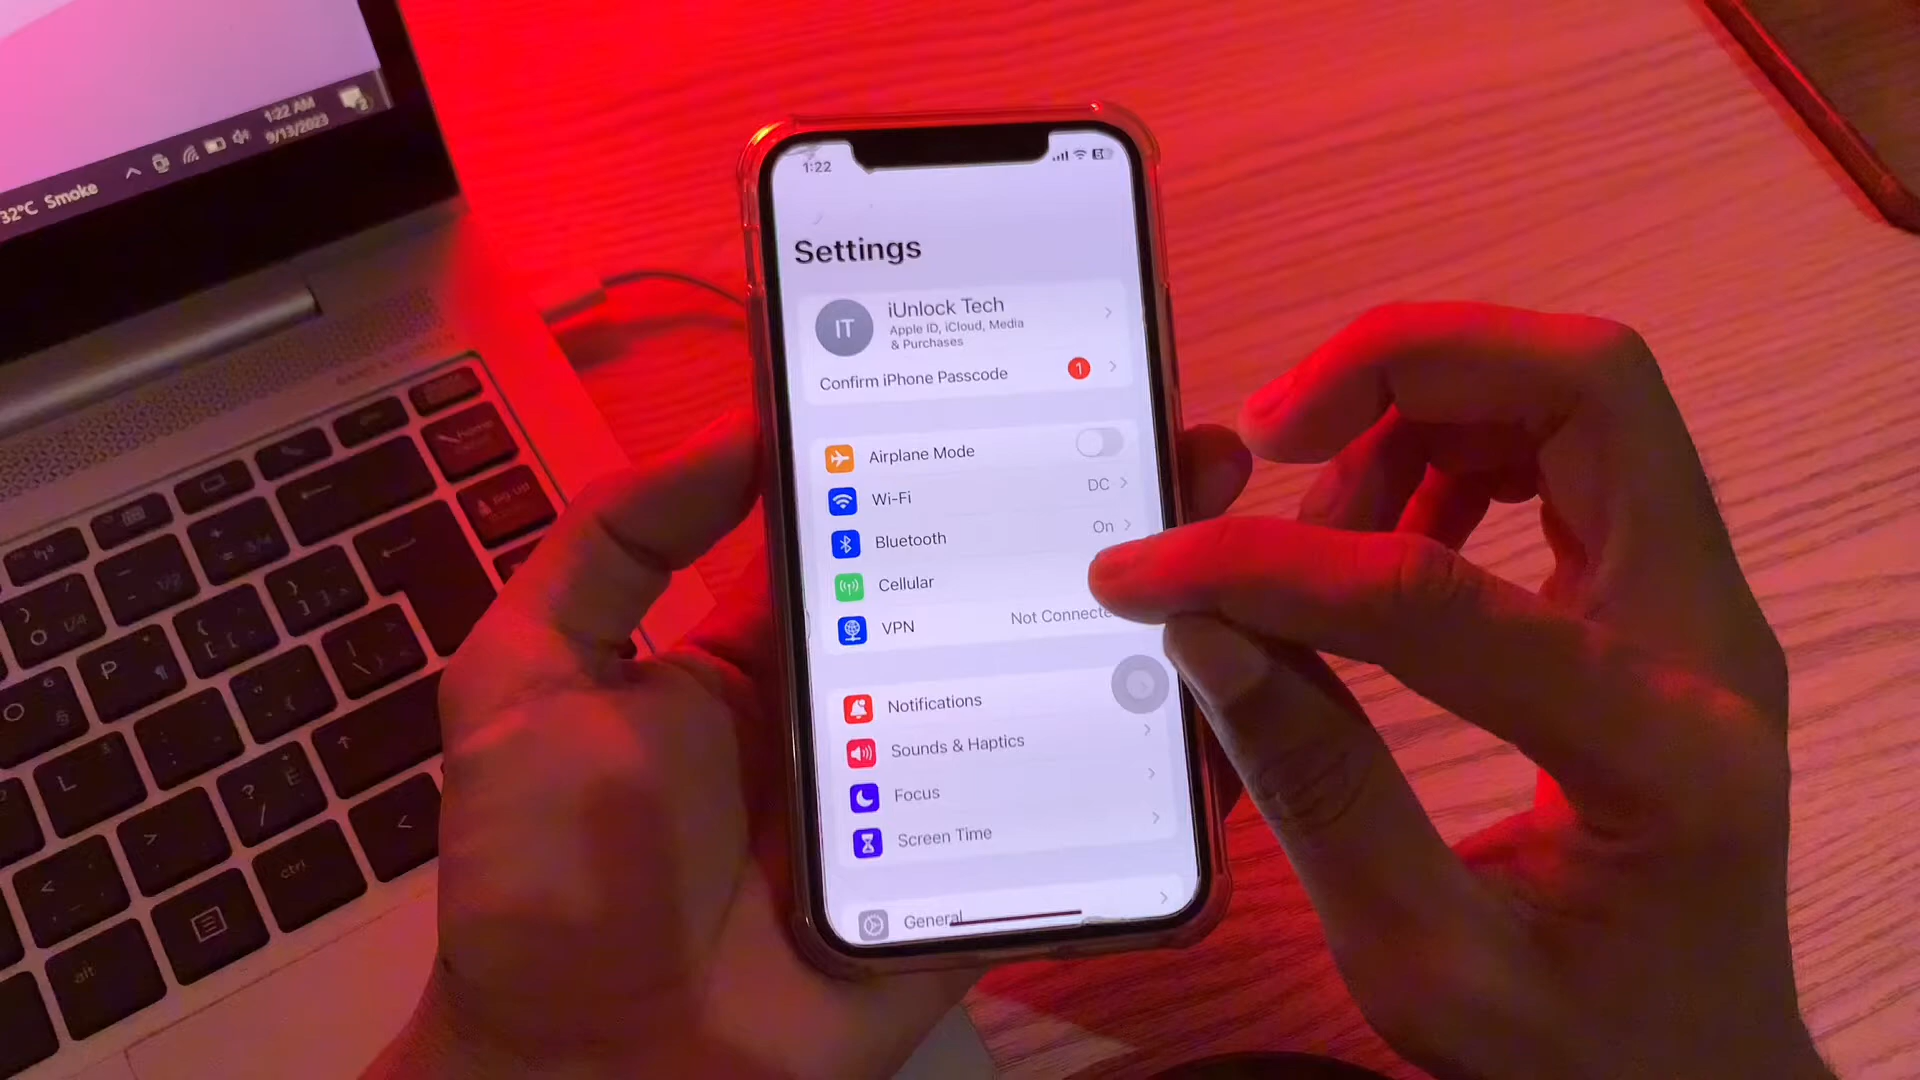 1:22 AM
9/13/2023
32°C Smoke
1:22
Settings
IT
iUnlock Tech
Apple ID, iCloud, Media
& Purchases
Confirm iPhone Passcode
1
Airplane Mode
Wi-Fi
DC
Bluetooth
On
Cellular
VPN
Not Connecte
Notifications
Sounds & Haptics
Focus
Screen Time
General
P
L
O
alt
ctrl